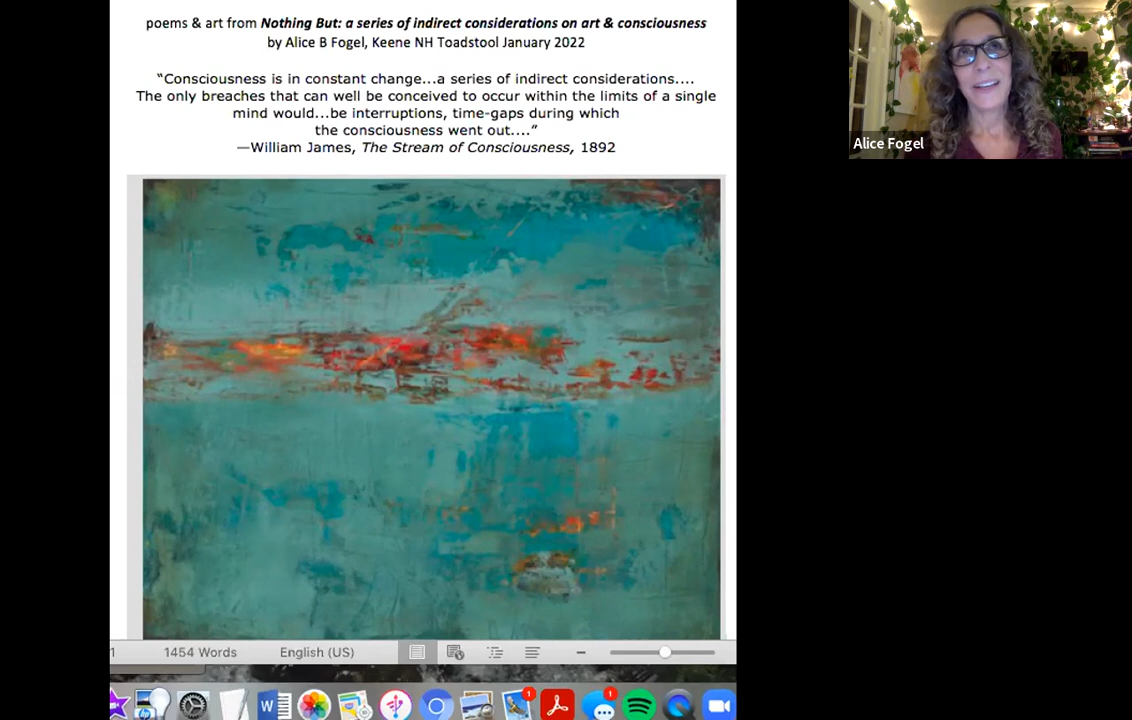 poems & art from Nothing But: a series of indirect considerations on art & consciousness
by Alice B Fogel, Keene NH Toadstool January 2022
“Consciousness is in constant change...a series of indirect considerations....
The only breaches that can well be conceived to occur within the limits of a single
mind would...be interruptions, time-gaps during which
the consciousness went out....”
—William James, The Stream of Consciousness, 1892
Alice Fogel
1 1454 Words English (US)
W 1 1